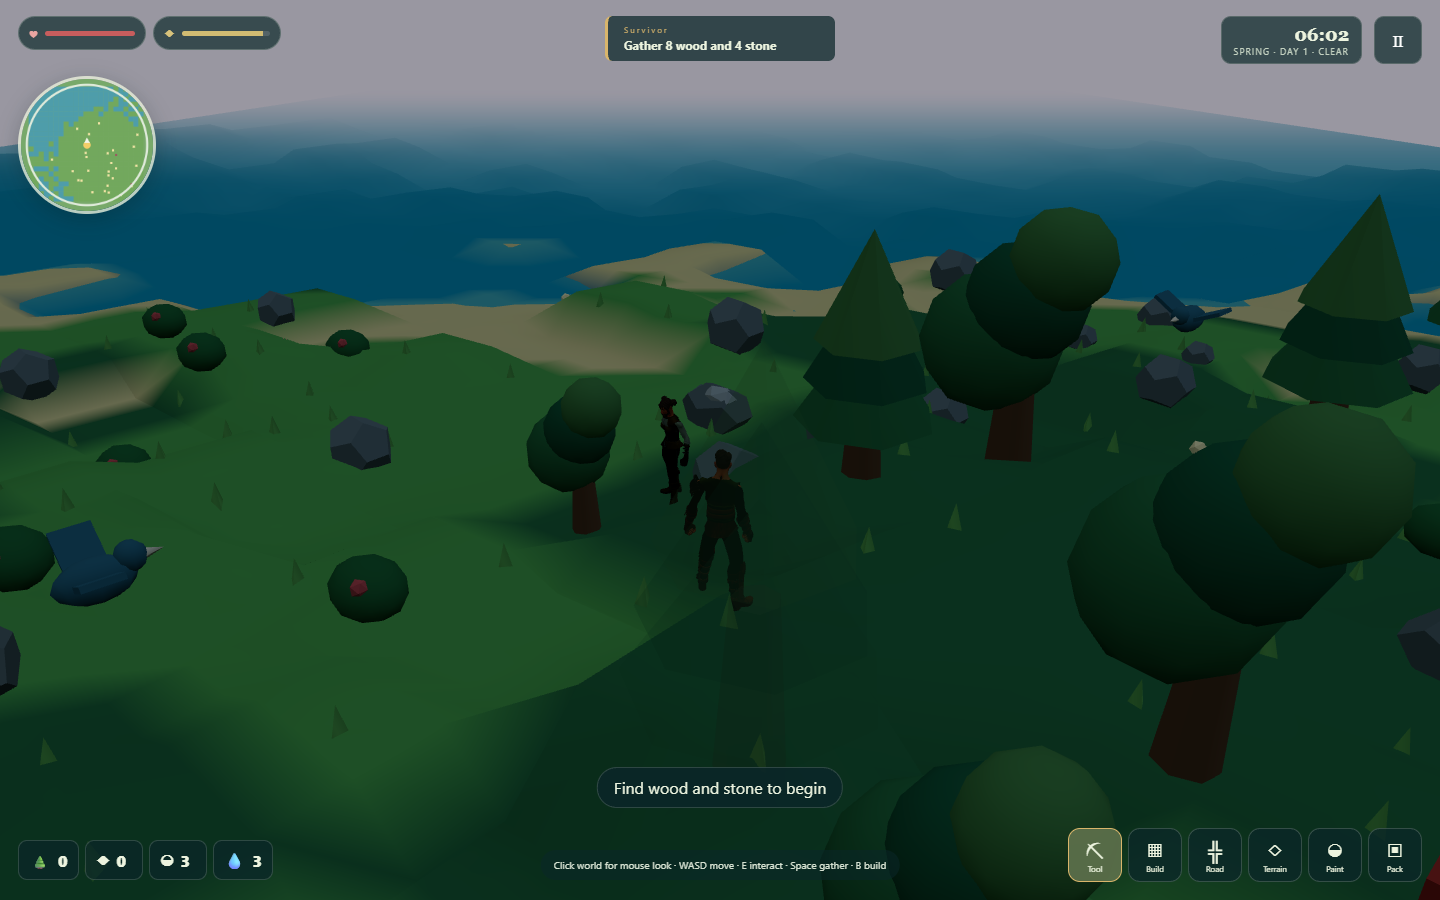 Survivor
Gather 8 wood and 4 stone
06:02
SPRING · DAY 1 · CLEAR
II
Find wood and stone to begin
0
0
3
3
Click world for mouse look · WASD move · E interact · Space gather · B build
Tool
Build
Road
Terrain
Paint
Pack